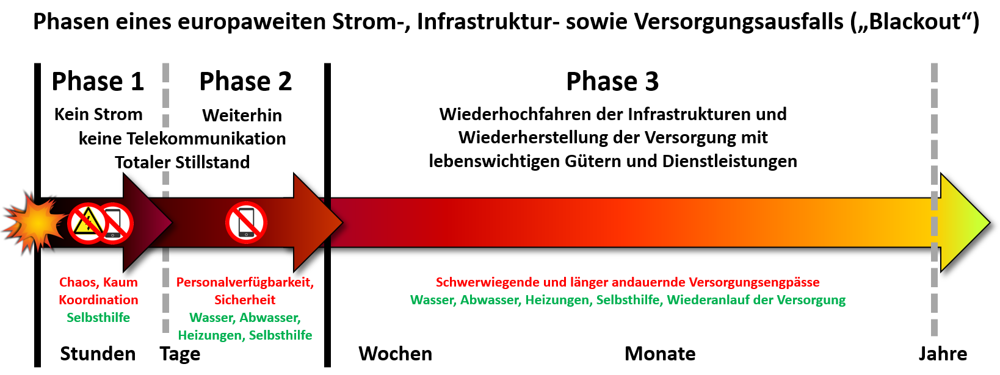 Phasen eines europaweiten Strom-, Infrastruktur- sowie Versorgungsausfalls („Blackout“)
Phase 1
Phase 2
Phase 3
Kein Strom
Weiterhin
keine Telekommunikation
Totaler Stillstand
Wiederhochfahren der Infrastrukturen und
Wiederherstellung der Versorgung mit
lebenswichtigen Gütern und Dienstleistungen
Chaos, Kaum
Koordination
Selbsthilfe
Personalverfügbarkeit,
Sicherheit
Wasser, Abwasser,
Heizungen, Selbsthilfe
Schwerwiegende und länger andauernde Versorgungsengpässe
Wasser, Abwasser, Heizungen, Selbsthilfe, Wiederanlauf der Versorgung
Stunden
Tage
Wochen
Monate
Jahre